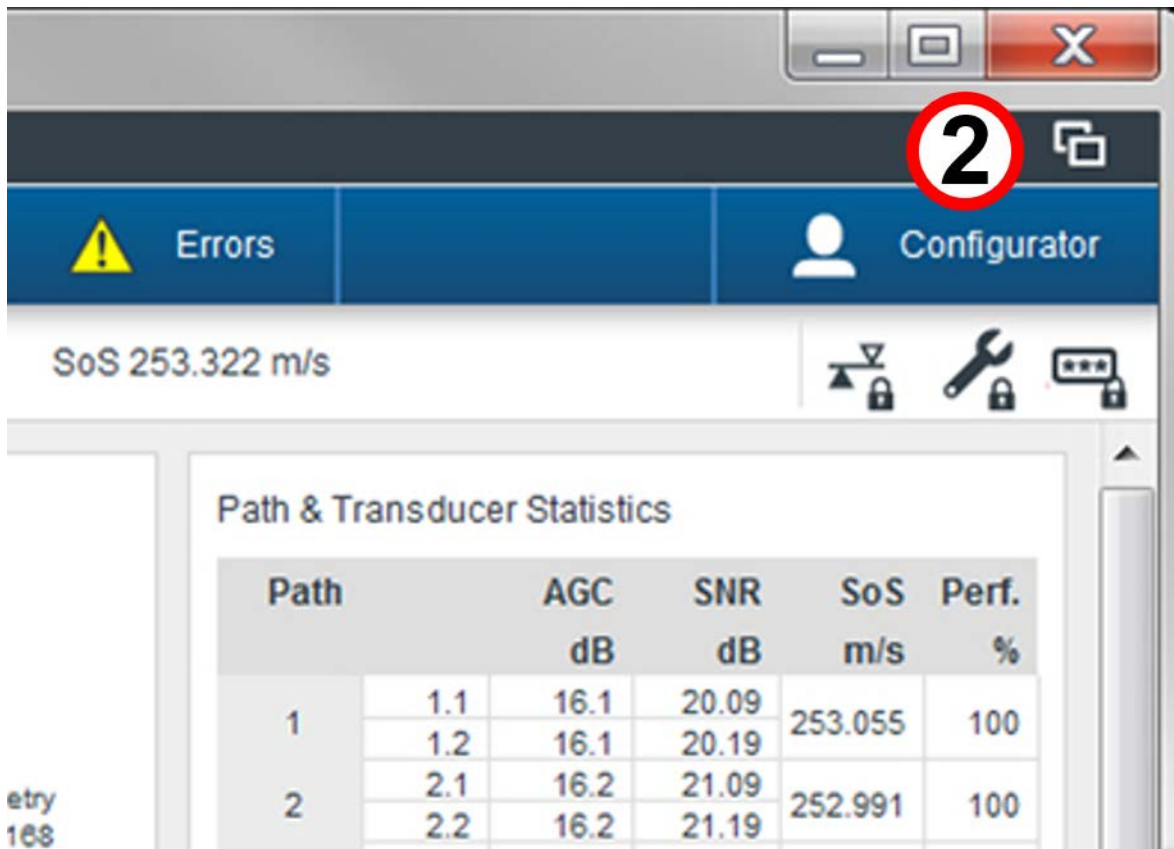 2
Errors
Configurator
SoS 253.322 m/s
***
Path & Transducer Statistics
Path AGC SNR SoS Perf.
dB dB m/s %
1 1.1 16.1 20.09 253.055 100
1.2 16.1 20.19
2 2.1 16.2 21.09 252.991 100
2.2 16.2 21.19
etry
168